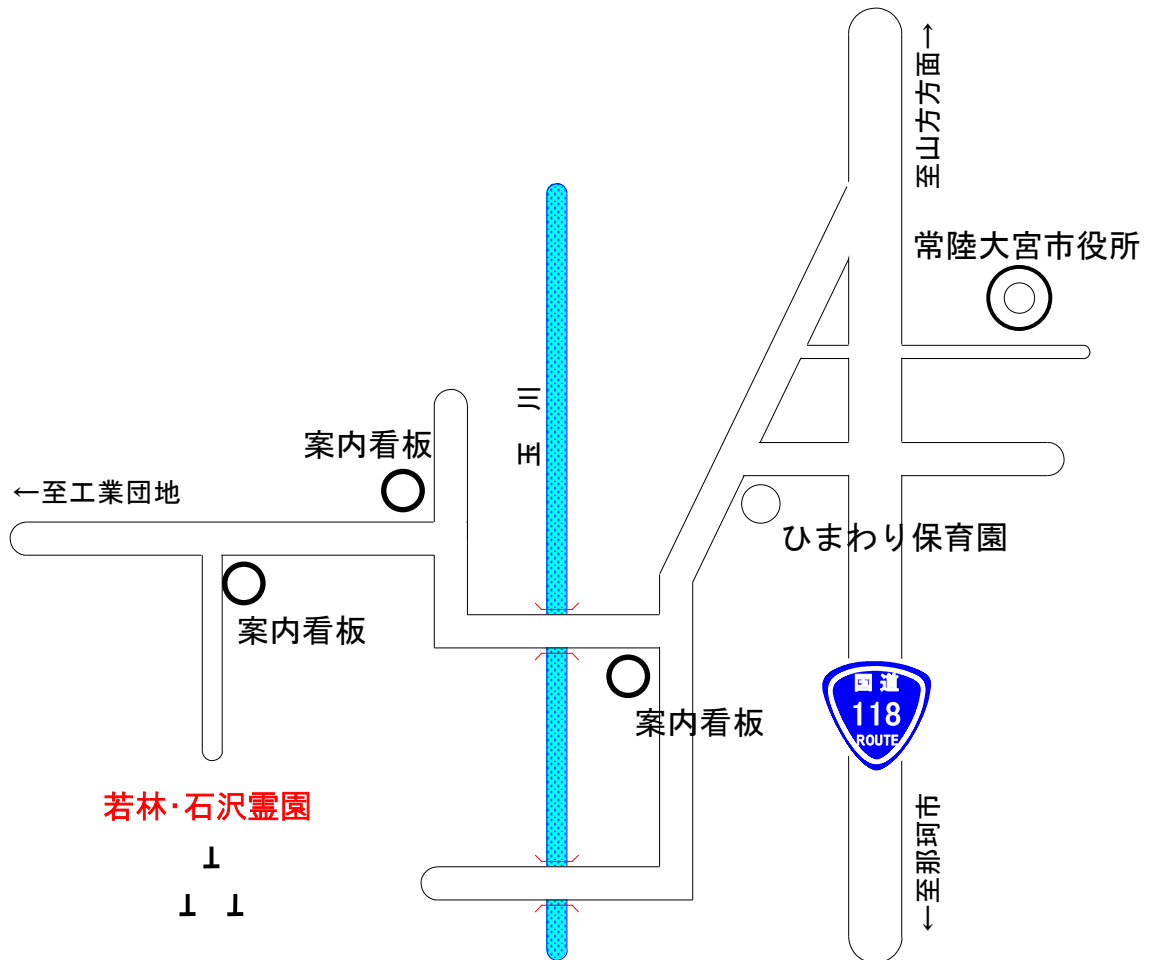 至山方方面→
常陸大宮市役所
玉川
案内看板
←至工業団地
ひまわり保育園
案内看板
国道
118
ROUTE
案内看板
若林・石沢霊園
←至那珂市